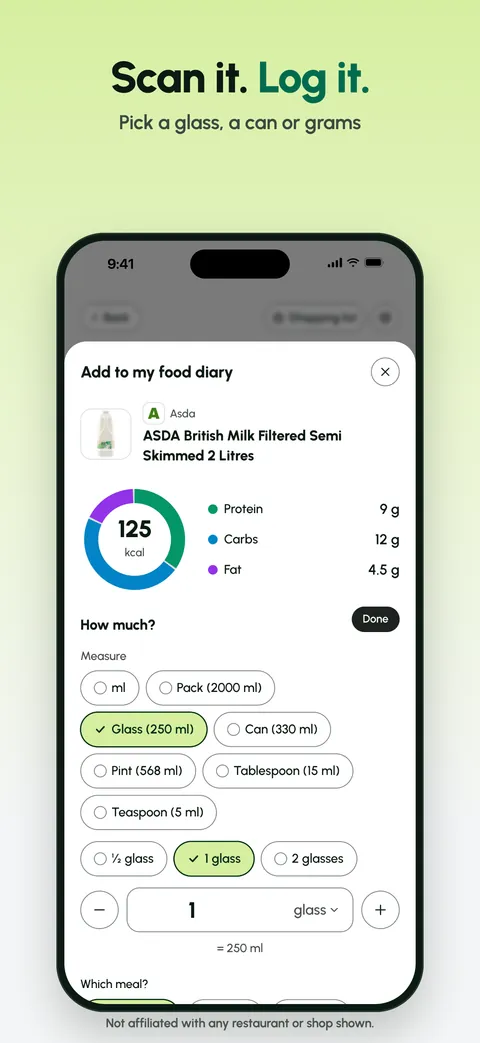 Scan it. Log it.
Pick a glass, a can or grams
9:41
Back
Shopping list
Add to my food diary
A Asda
ASDA British Milk Filtered Semi
Skimmed 2 Litres
125
kcal
Protein 9 g
Carbs 12 g
Fat 4.5 g
How much?
Done
Measure
ml
Pack (2000 ml)
Glass (250 ml)
Can (330 ml)
Pint (568 ml)
Tablespoon (15 ml)
Teaspoon (5 ml)
½ glass
1 glass
2 glasses
1
glass
= 250 ml
Which meal?
Not affiliated with any restaurant or shop shown.